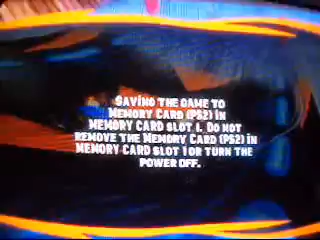 Saving the game to
Memory Card (PS2) in
MEMORY CARD slot 1. Do not
remove the Memory Card (PS2) in
MEMORY CARD slot 1 or turn the
power off.